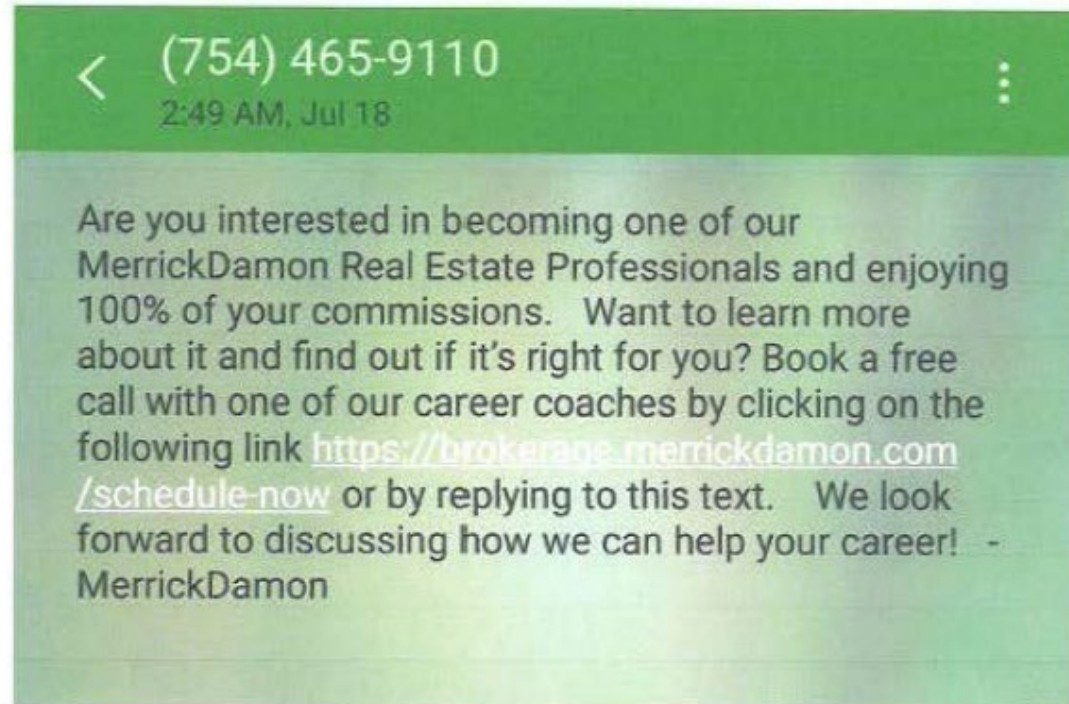 (754) 465-9110
2:49 AM, Jul 18
Are you interested in becoming one of our
MerrickDamon Real Estate Professionals and enjoying
100% of your commissions.   Want to learn more
about it and find out if it's right for you? Book a free
call with one of our career coaches by clicking on the
following link https://brokerage.merrickdamon.com
/schedule-now or by replying to this text.    We look
forward to discussing how we can help your career!   -
MerrickDamon